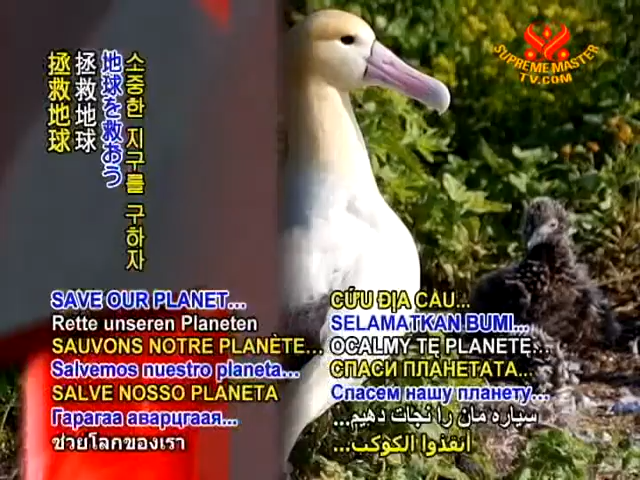 SUPREME MASTER
TV.COM
拯救地球
拯救地球
地球を救おう
소중한 지구를 구하자
SAVE OUR PLANET...
Rette unseren Planeten
SAUVONS NOTRE PLANÈTE...
Salvemos nuestro planeta...
SALVE NOSSO PLANETA
Гарагаа аварцгаая...
ช่วยโลกของเรา
CỨU ĐỊA CẦU...
SELAMATKAN BUMI...
OCALMY TĘ PLANETĘ...
СПАСИ ПЛАНЕТАТА...
Спасем нашу планету...
سیاره مان را نجات دهیم...
أنقذوا الكوكب...